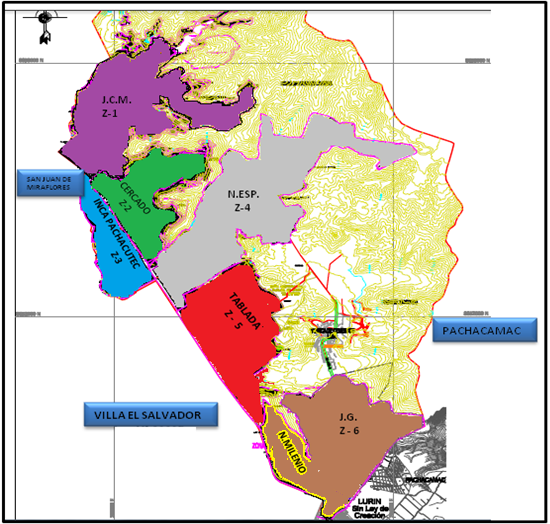 J.C.M.
Z-1
SAN JUAN DE
MIRAFLORES
CERCADO
Z-2
INCA PACHACUTEC
Z-3
N.ESP.
Z-4
TABLADA
Z - 5
PACHACAMAC
VILLA EL SALVADOR
J.G.
Z - 6
N.MILENIO
PACHACAMAC
LURIN
Sin Ley de
Creación